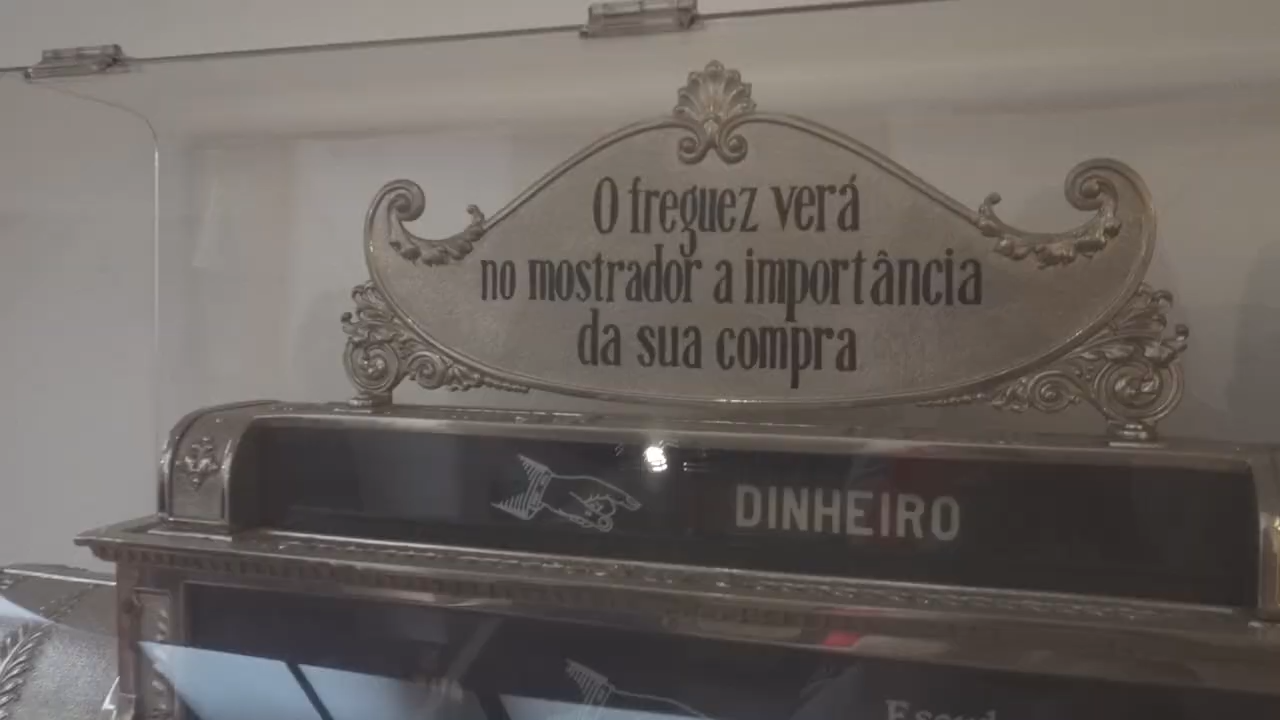 O freguez verá
no mostrador a importância
da sua compra
DINHEIRO